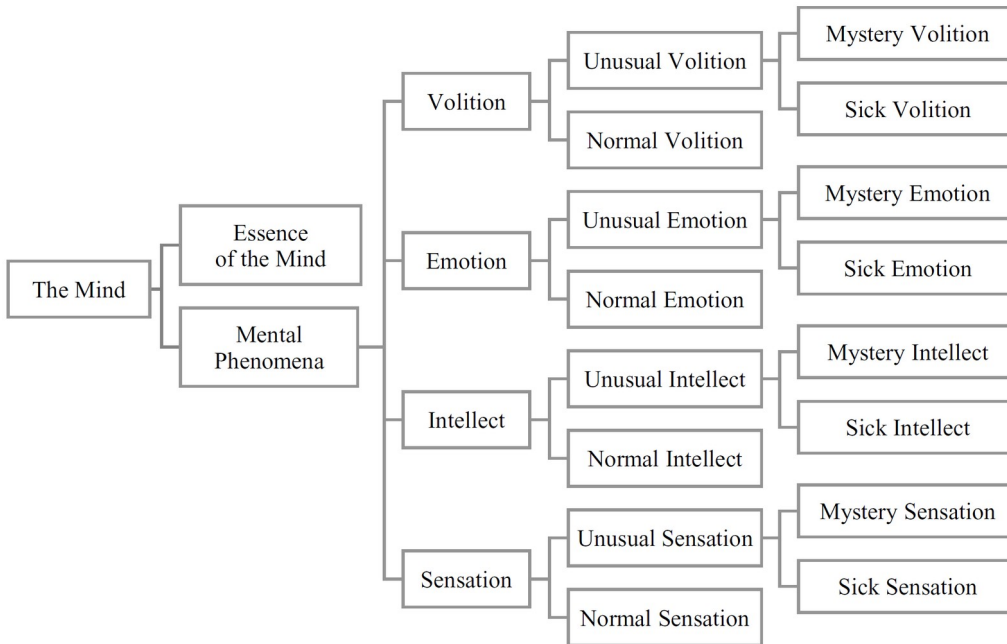 The Mind
Essence
of the Mind
Mental
Phenomena
Volition
Unusual Volition
Mystery Volition
Sick Volition
Normal Volition
Emotion
Unusual Emotion
Mystery Emotion
Sick Emotion
Normal Emotion
Intellect
Unusual Intellect
Mystery Intellect
Sick Intellect
Normal Intellect
Sensation
Unusual Sensation
Mystery Sensation
Sick Sensation
Normal Sensation